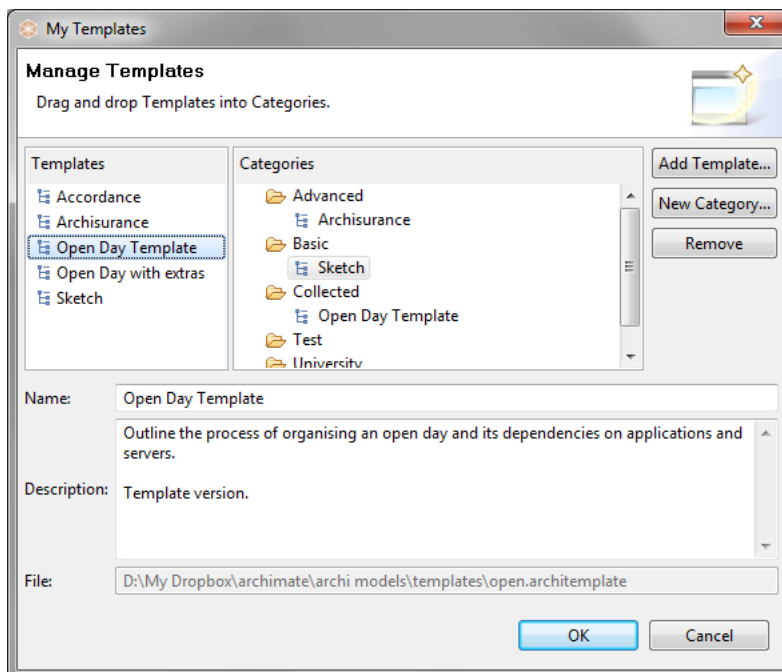 My Templates
Manage Templates
Drag and drop Templates into Categories.
Templates
Accordance
Archisurance
Open Day Template
Open Day with extras
Sketch
Categories
Advanced
Archisurance
Basic
Sketch
Collected
Open Day Template
Test
University
Add Template...
New Category...
Remove
Name:
Open Day Template
Description:
Outline the process of organising an open day and its dependencies on applications and
servers.
Template version.
File:
D:\My Dropbox\archimate\archi models\templates\open.architemplate
OK
Cancel